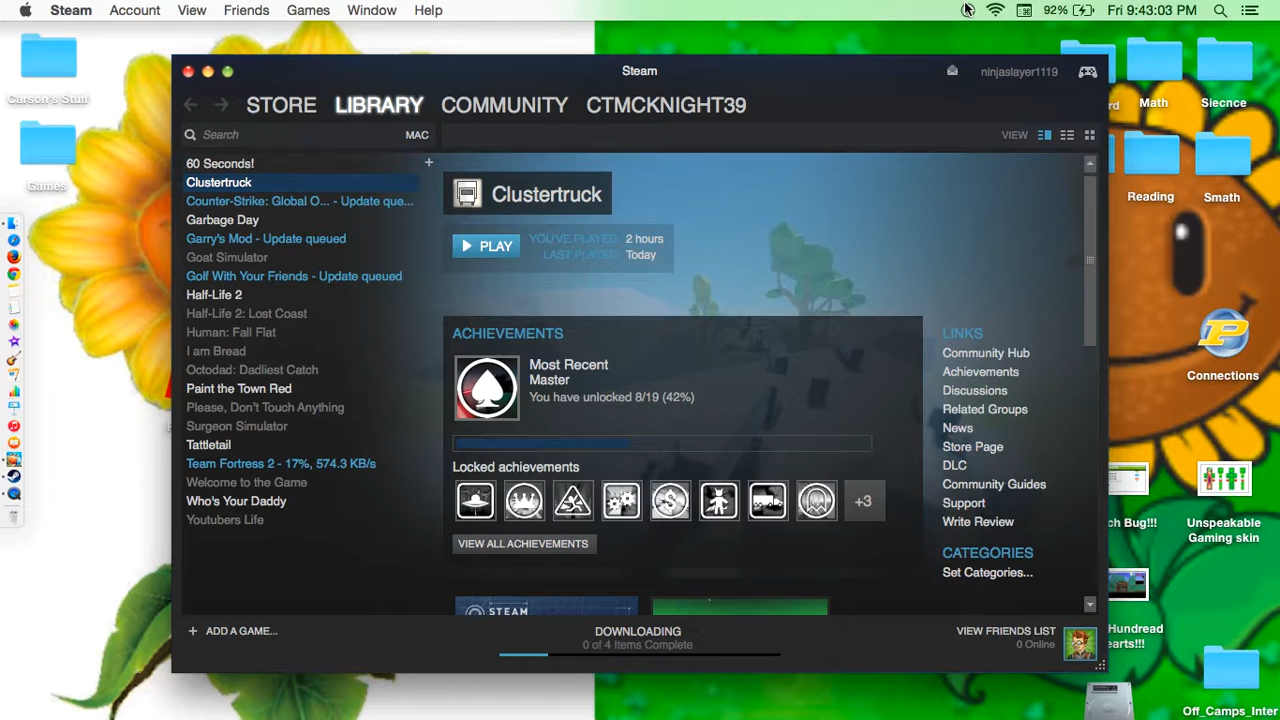 Steam Account View Friends Games Window Help 92% Fri 9:43:03 PM
Steam
ninjaslayer1119
STORE LIBRARY COMMUNITY CTMCKNIGHT39
Search MAC
VIEW
60 Seconds!
Clustertruck
Counter-Strike: Global O... - Update que...
Garbage Day
Garry's Mod - Update queued
Goat Simulator
Golf With Your Friends - Update queued
Half-Life 2
Half-Life 2: Lost Coast
Human: Fall Flat
I am Bread
Octodad: Dadliest Catch
Paint the Town Red
Please, Don't Touch Anything
Surgeon Simulator
Tattletail
Team Fortress 2 - 17%, 574.3 KB/s
Welcome to the Game
Who's Your Daddy
Youtubers Life
+ ADD A GAME...
Clustertruck
PLAY
YOU'VE PLAYED 2 hours
LAST PLAYED Today
ACHIEVEMENTS
Most Recent
Master
You have unlocked 8/19 (42%)
Locked achievements
+3
VIEW ALL ACHIEVEMENTS
STEAM
LINKS
Community Hub
Achievements
Discussions
Related Groups
News
Store Page
DLC
Community Guides
Support
Write Review
CATEGORIES
Set Categories...
DOWNLOADING
0 of 4 Items Complete
VIEW FRIENDS LIST
0 Online
Carson's Stuff
Games
rd
Math
Siecnce
Reading
Smath
Connections
ch Bug!!!
Unspeakable
Gaming skin
Hundread
earts!!!
Off_Camps_Inter